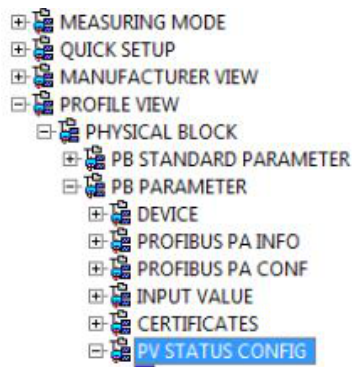 MEASURING MODE
QUICK SETUP
MANUFACTURER VIEW
PROFILE VIEW
PHYSICAL BLOCK
PB STANDARD PARAMETER
PB PARAMETER
DEVICE
PROFIBUS PA INFO
PROFIBUS PA CONF
INPUT VALUE
CERTIFICATES
PV STATUS CONFIG